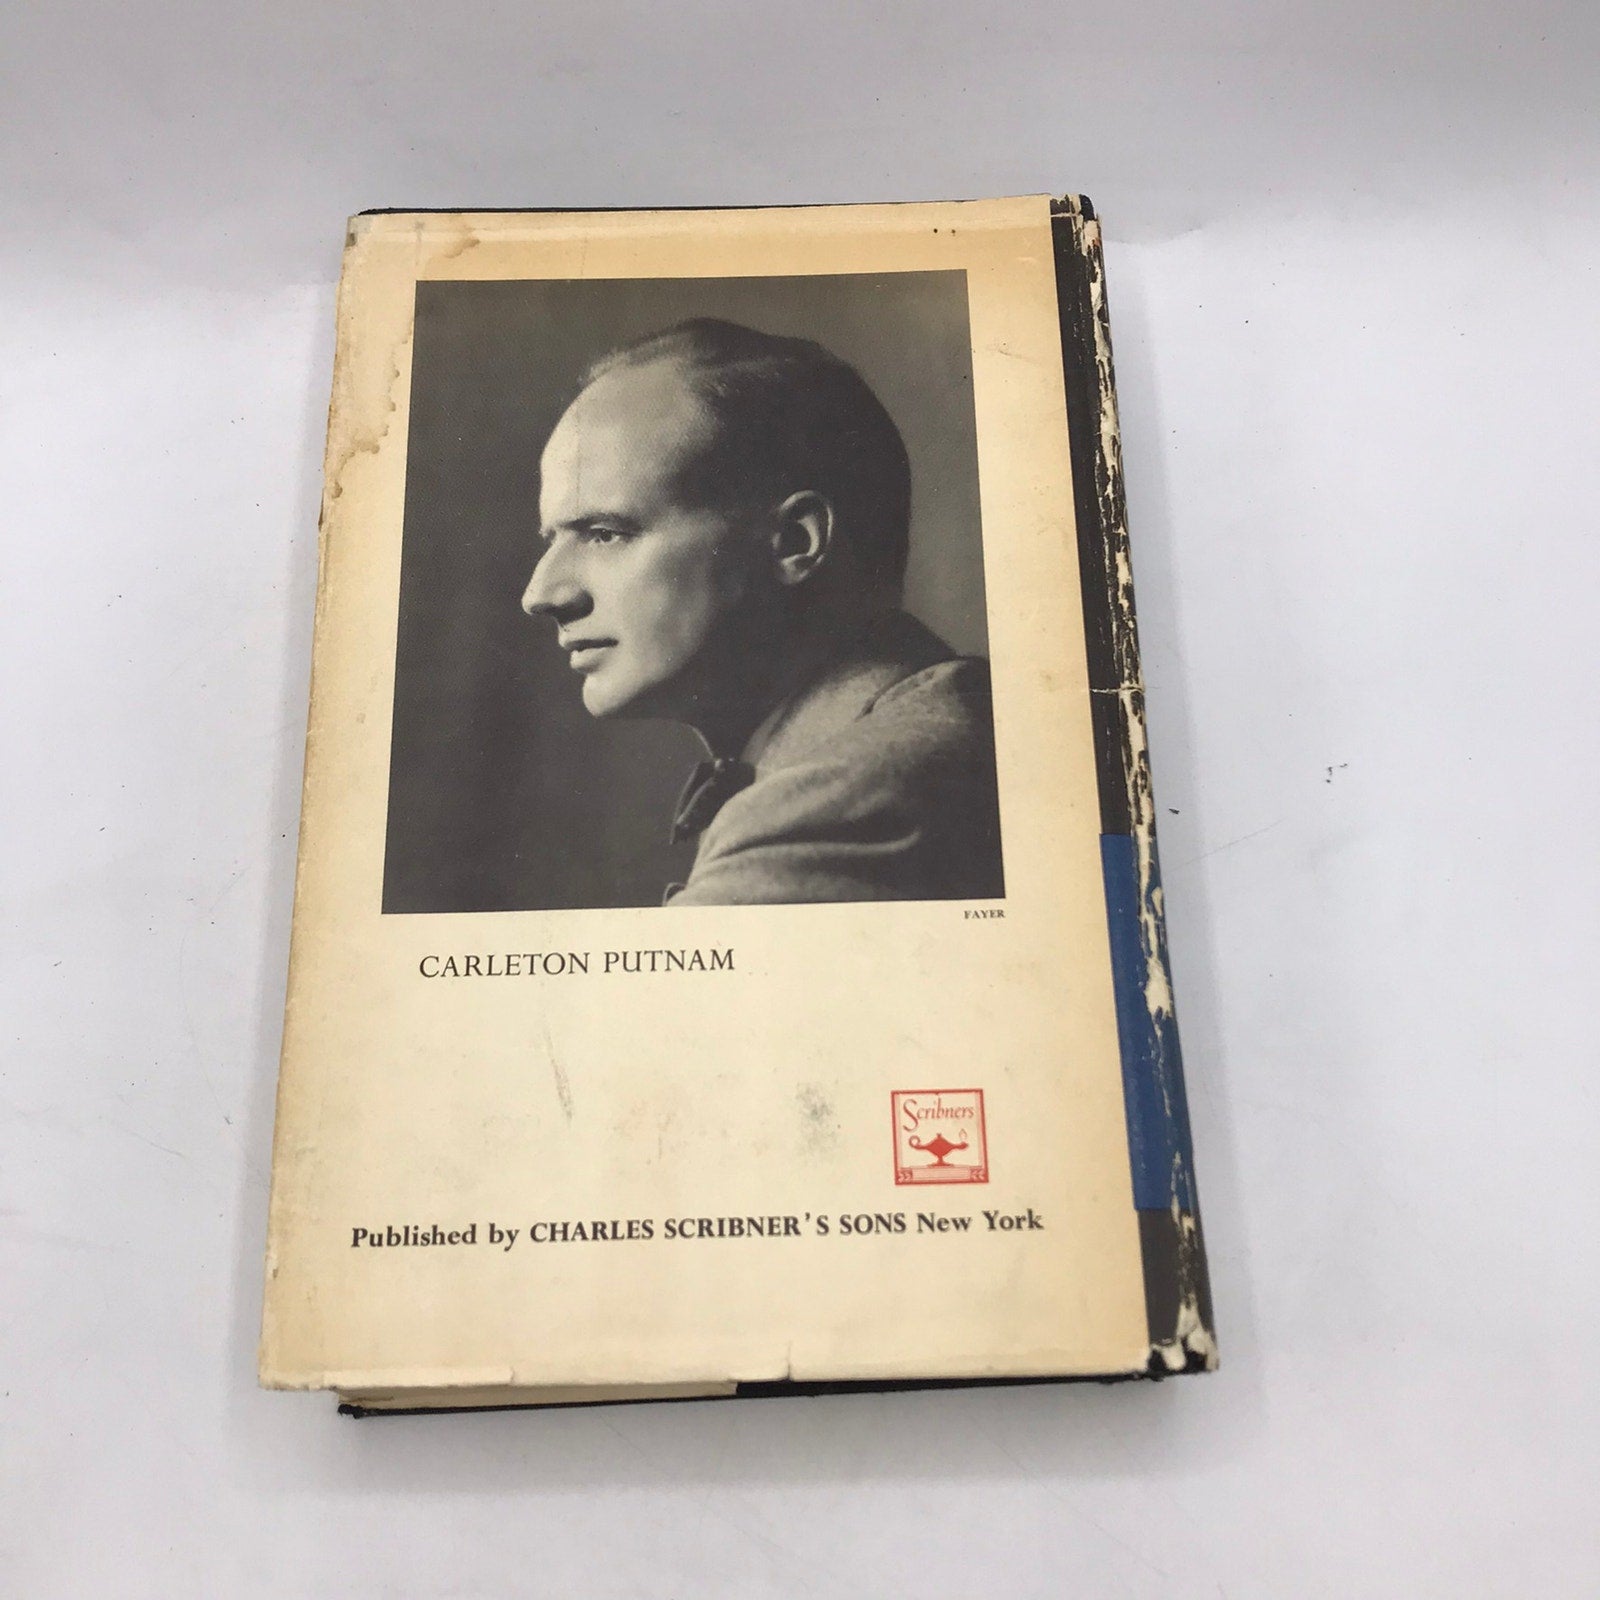 FAYER
CARLETON PUTNAM
Scribners
Published by CHARLES SCRIBNER'S SONS New York